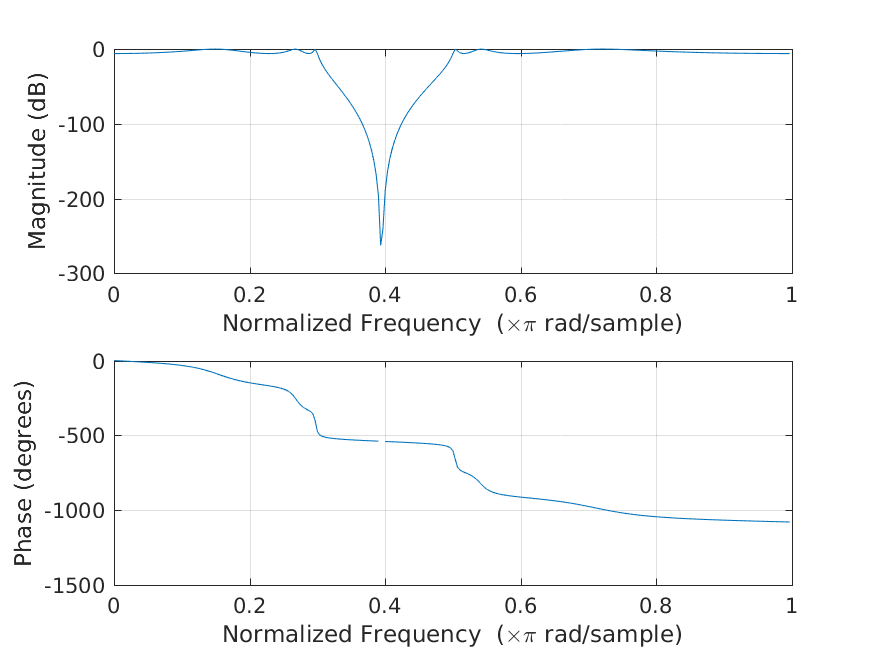 0
-100
-200
-300
Magnitude (dB)
0 0.2 0.4 0.6 0.8 1
Normalized Frequency (×π rad/sample)
0
-500
-1000
-1500
Phase (degrees)
0 0.2 0.4 0.6 0.8 1
Normalized Frequency (×π rad/sample)